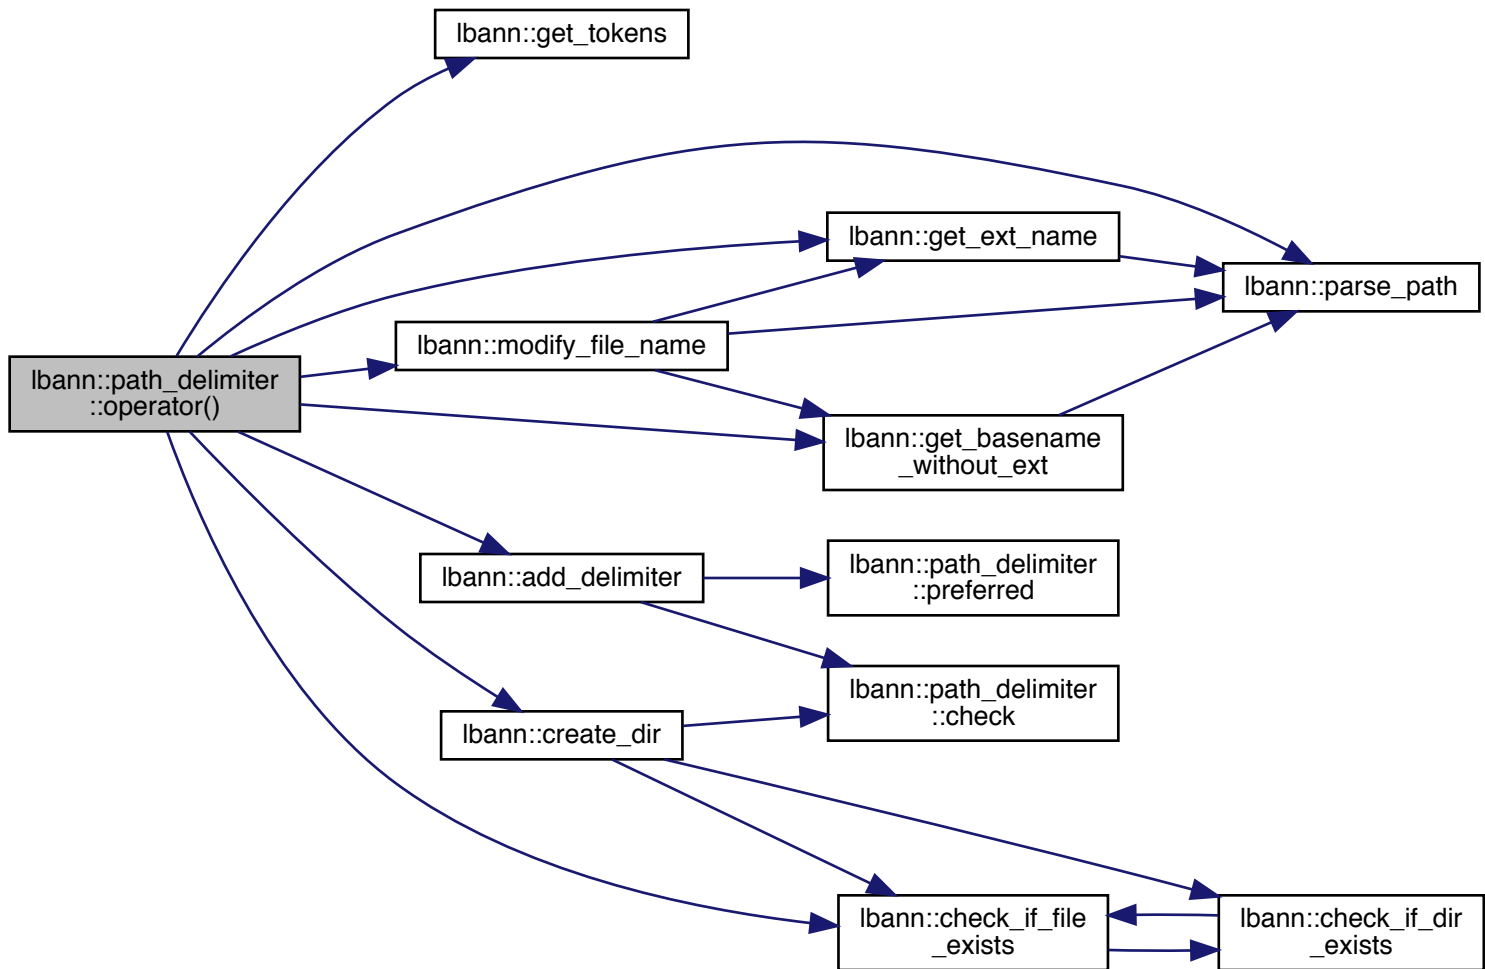 lbann::get_tokens
lbann::get_ext_name
lbann::parse_path
lbann::modify_file_name
lbann::path_delimiter
::operator()
lbann::get_basename
_without_ext
lbann::add_delimiter
lbann::path_delimiter
::preferred
lbann::path_delimiter
::check
lbann::create_dir
lbann::check_if_file
_exists
lbann::check_if_dir
_exists